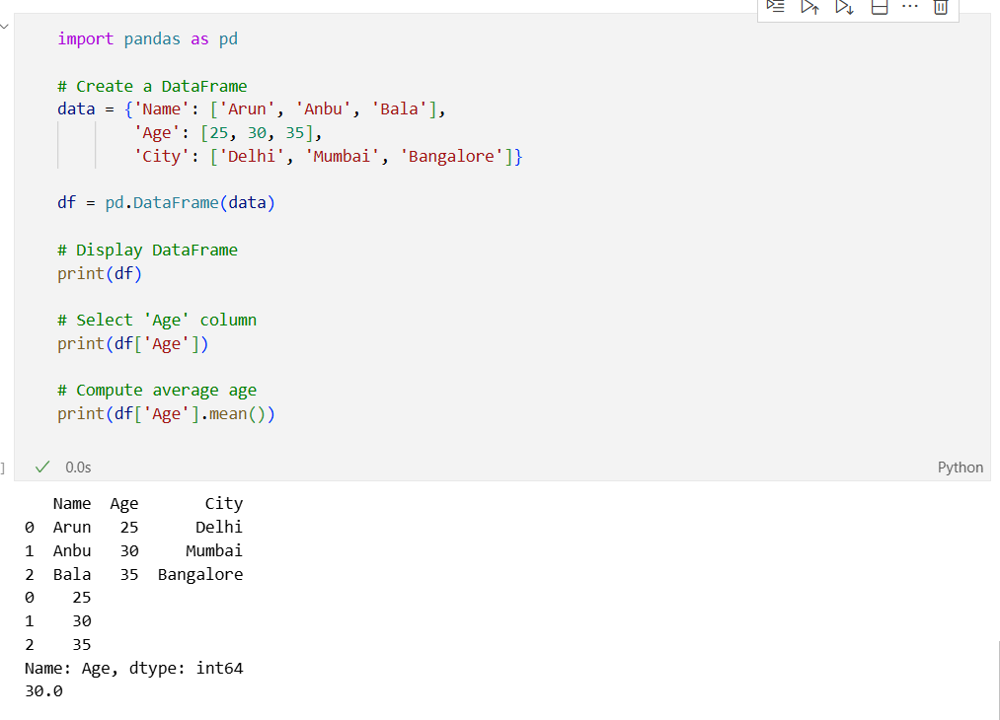 import pandas as pd
# Create a DataFrame
data = {'Name': ['Arun', 'Anbu', 'Bala'],
'Age': [25, 30, 35],
'City': ['Delhi', 'Mumbai', 'Bangalore']}
df = pd.DataFrame(data)
# Display DataFrame
print(df)
# Select 'Age' column
print(df['Age'])
# Compute average age
print(df['Age'].mean())
] 0.0s Python
Name Age City
0 Arun 25 Delhi
1 Anbu 30 Mumbai
2 Bala 35 Bangalore
0 25
1 30
2 35
Name: Age, dtype: int64
30.0